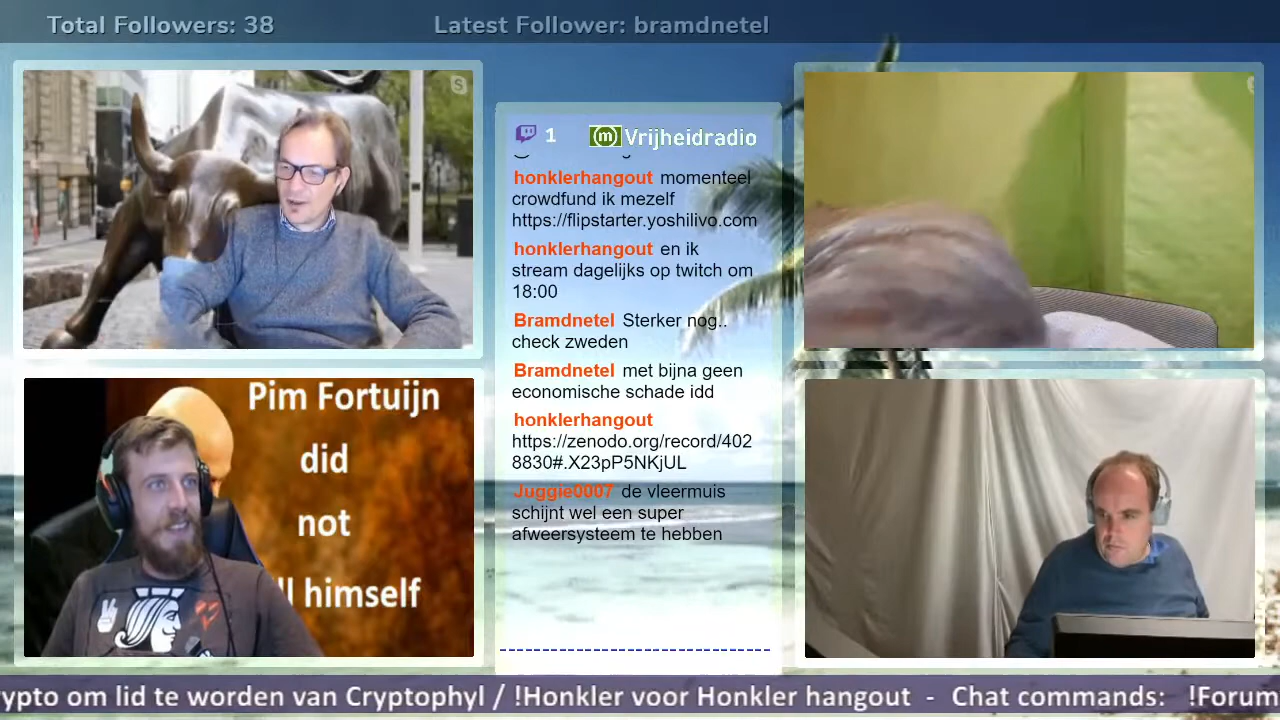 Total Followers: 38
Latest Follower: bramdnetel
1
(m) Vrijheidradio
honklerhangout momenteel
crowdfund ik mezelf
https://flipstarter.yoshilivo.com
honklerhangout en ik
stream dagelijks op twitch om
18:00
Bramdnetel Sterker nog..
check zweden
Bramdnetel met bijna geen
economische schade idd
honklerhangout
https://zenodo.org/record/402
8830#.X23pP5NKjUL
Juggie0007 de vleermuis
schijnt wel een super
afweersysteem te hebben
Pim Fortuijn
did
not
ll himself
rypto om lid te worden van Cryptophyl / !Honkler voor Honkler hangout - Chat commands: !Forum